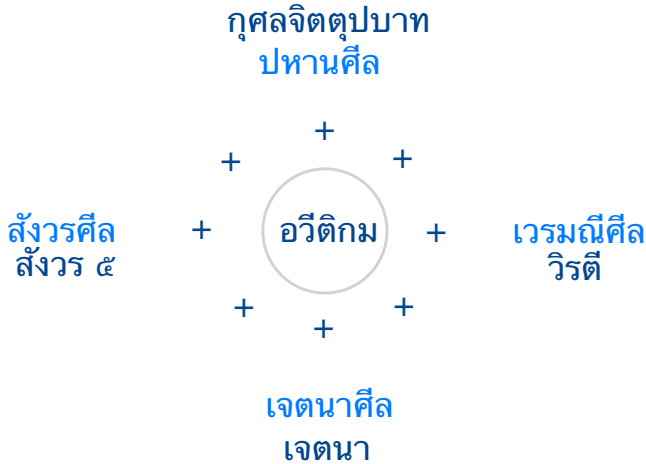 กุศลจิตตุปบาท
ปหานศีล
+
+ +
สังวรศีล + อวีติกม + เวรมณีศีล
สังวร ๕ วิรตี
+ +
+
เจตนาศีล
เจตนา